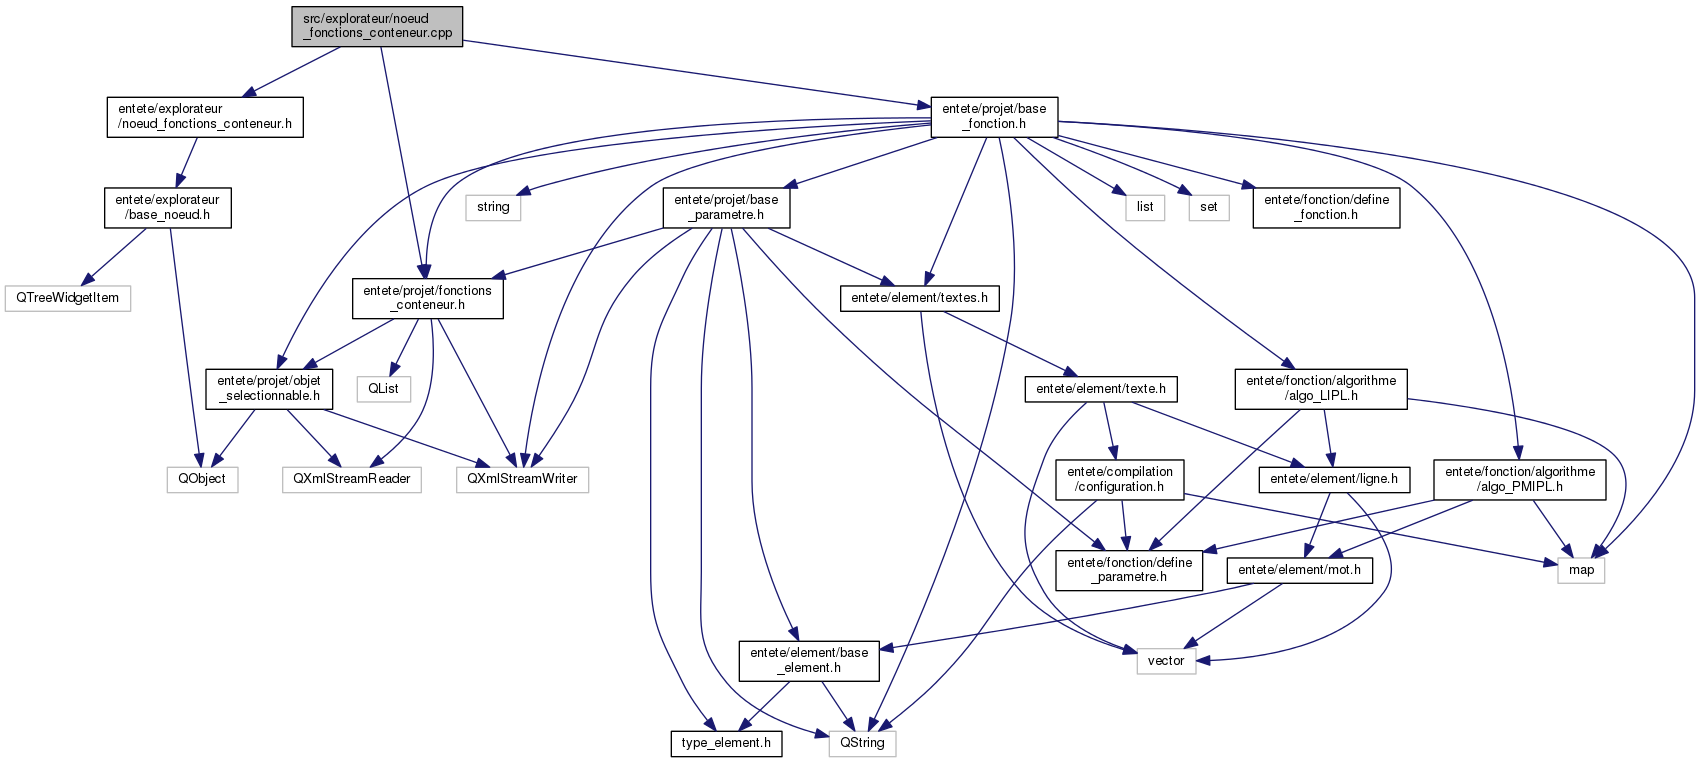 src/explorateur/noeud
_fonctions_conteneur.cpp
entete/explorateur
/noeud_fonctions_conteneur.h
entete/projet/base
_fonction.h
entete/explorateur
/base_noeud.h
string
entete/projet/base
_parametre.h
list
set
entete/fonction/define
_fonction.h
QTreeWidgetItem
entete/projet/fonctions
_conteneur.h
entete/element/textes.h
entete/projet/objet
_selectionnable.h
QList
entete/element/texte.h
entete/fonction/algorithme
/algo_LIPL.h
QObject
QXmlStreamReader
QXmlStreamWriter
entete/compilation
/configuration.h
entete/element/ligne.h
entete/fonction/algorithme
/algo_PMIPL.h
entete/fonction/define
_parametre.h
entete/element/mot.h
map
entete/element/base
_element.h
vector
type_element.h
QString